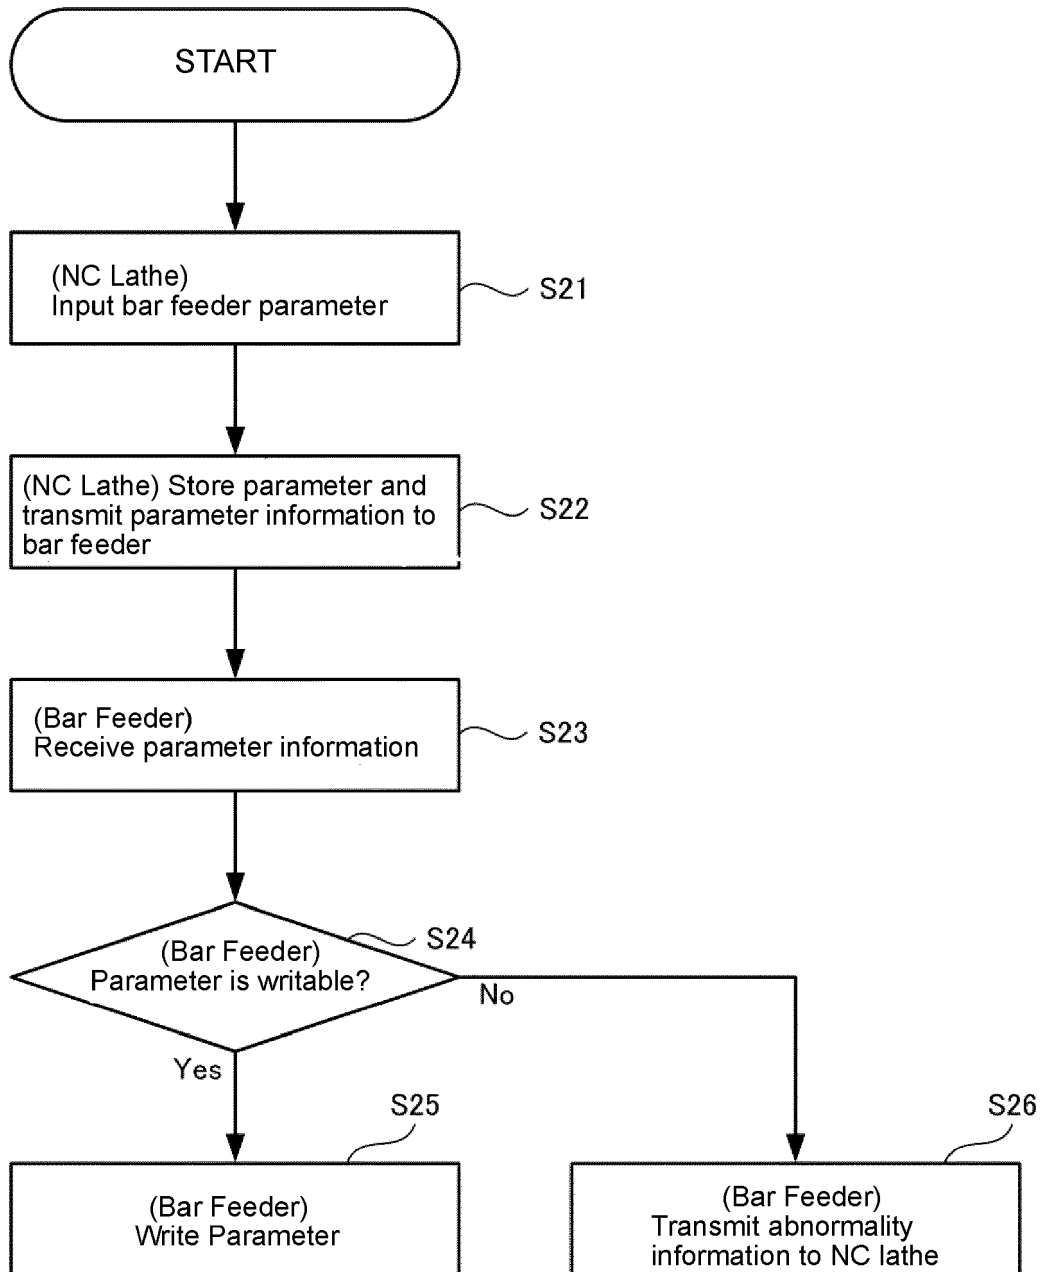 START
(NC Lathe)
Input bar feeder parameter
S21
(NC Lathe) Store parameter and
transmit parameter information to
bar feeder
S22
(Bar Feeder)
Receive parameter information
S23
(Bar Feeder)
Parameter is writable?
S24
No
Yes
S25
(Bar Feeder)
Write Parameter
S26
(Bar Feeder)
Transmit abnormality
information to NC lathe